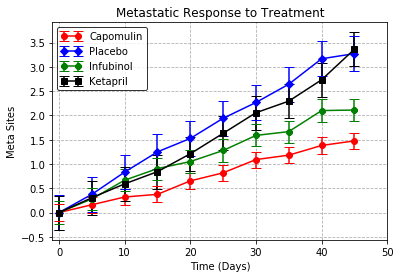 Metastatic Response to Treatment
Capomulin
Placebo
Infubinol
Ketapril
Meta Sites
3.5
3.0
2.5
2.0
1.5
1.0
0.5
0.0
−0.5
0 10 20 30 40 50
Time (Days)